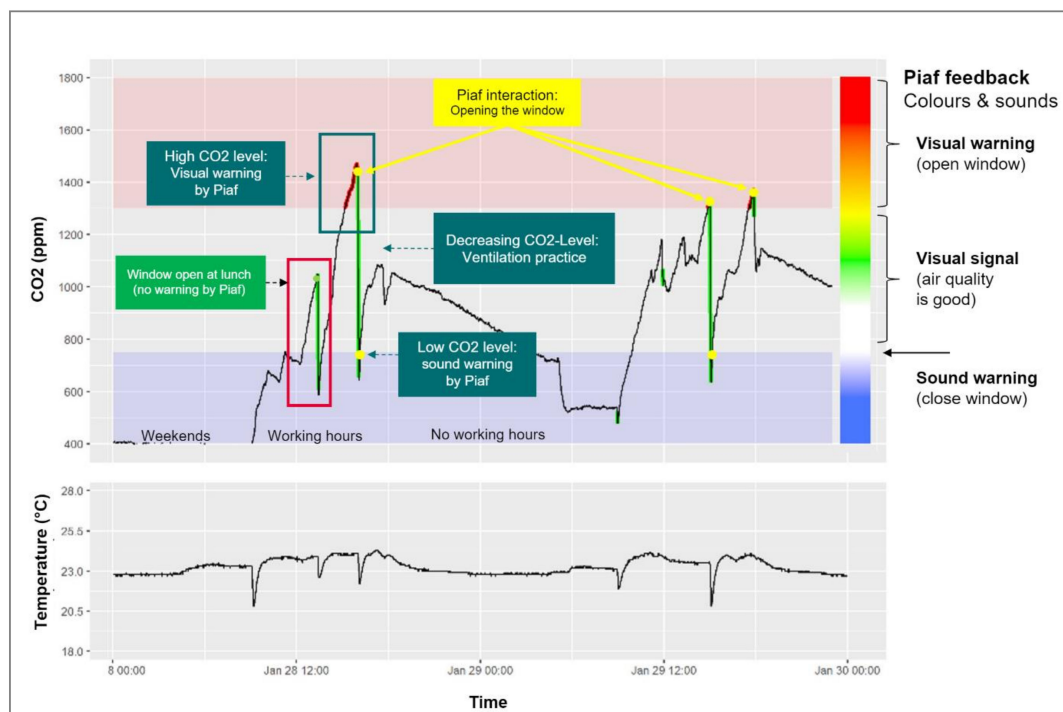 Piaf feedback
Colours & sounds
Visual warning
(open window)
Visual signal
(air quality
is good)
Sound warning
(close window)
Piaf interaction:
Opening the window
High CO2 level:
Visual warning
by Piaf
Decreasing CO2-Level:
Ventilation practice
Window open at lunch
(no warning by Piaf)
Low CO2 level:
sound warning
by Piaf
Weekends
Working hours
No working hours
CO2 (ppm)
1800
1600
1400
1200
1000
800
600
400
Temperature (°C)
28.0
25.5
23.0
20.5
18.0
8 00:00
Jan 28 12:00
Jan 29 00:00
Jan 29 12:00
Jan 30 00:00
Time